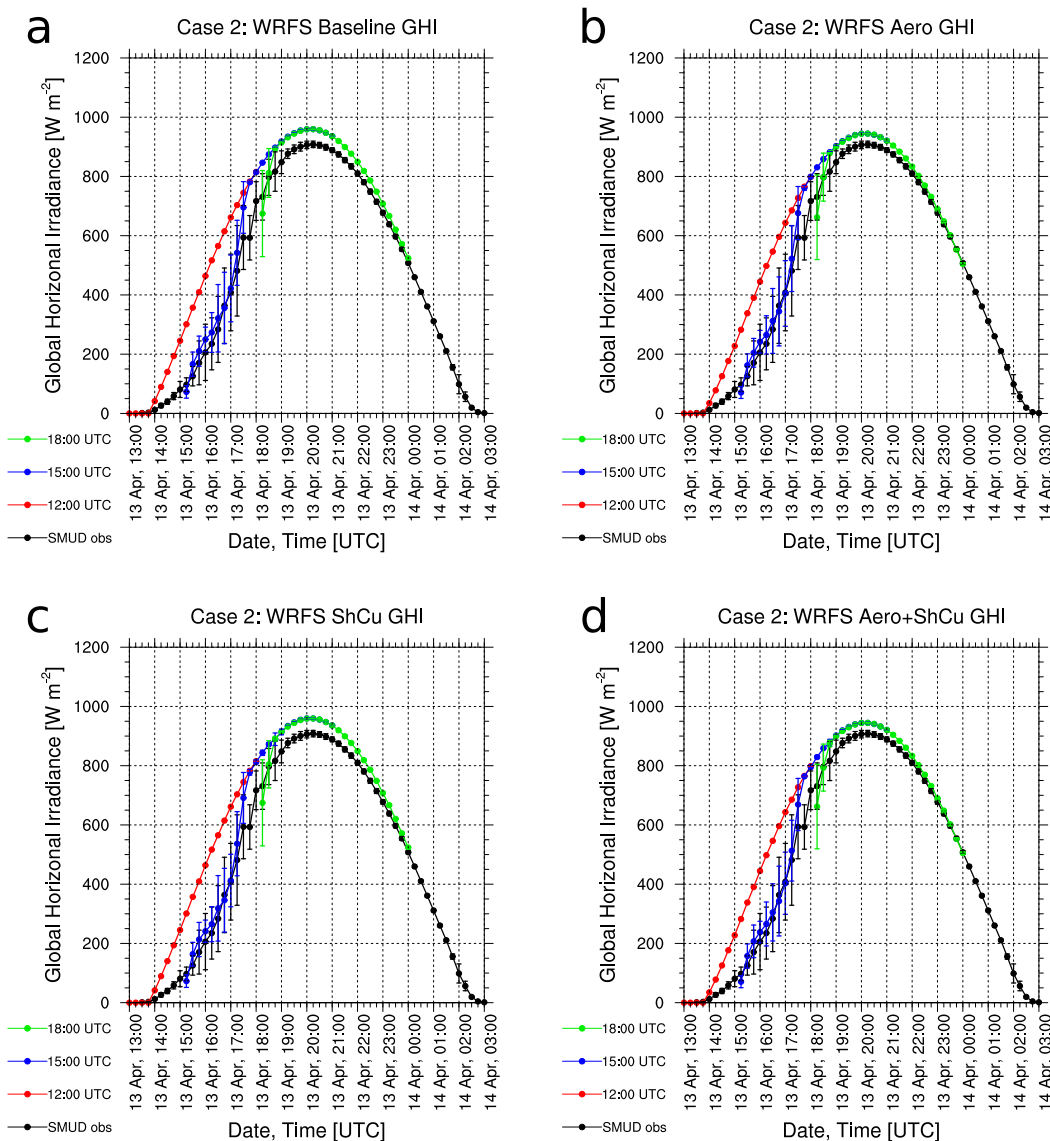 a
Case 2: WRFS Baseline GHI
Global Horizonal Irradiance [W m-2]
1200
1000
800
600
400
200
0
13 Apr, 13:00
13 Apr, 14:00
13 Apr, 15:00
13 Apr, 16:00
13 Apr, 17:00
13 Apr, 18:00
13 Apr, 19:00
13 Apr, 20:00
13 Apr, 21:00
13 Apr, 22:00
13 Apr, 23:00
14 Apr, 00:00
14 Apr, 01:00
14 Apr, 02:00
14 Apr, 03:00
18:00 UTC
15:00 UTC
12:00 UTC
SMUD obs
Date, Time [UTC]
b
Case 2: WRFS Aero GHI
Global Horizonal Irradiance [W m-2]
1200
1000
800
600
400
200
0
13 Apr, 13:00
13 Apr, 14:00
13 Apr, 15:00
13 Apr, 16:00
13 Apr, 17:00
13 Apr, 18:00
13 Apr, 19:00
13 Apr, 20:00
13 Apr, 21:00
13 Apr, 22:00
13 Apr, 23:00
14 Apr, 00:00
14 Apr, 01:00
14 Apr, 02:00
14 Apr, 03:00
18:00 UTC
15:00 UTC
12:00 UTC
SMUD obs
Date, Time [UTC]
c
Case 2: WRFS ShCu GHI
Global Horizonal Irradiance [W m-2]
1200
1000
800
600
400
200
0
13 Apr, 13:00
13 Apr, 14:00
13 Apr, 15:00
13 Apr, 16:00
13 Apr, 17:00
13 Apr, 18:00
13 Apr, 19:00
13 Apr, 20:00
13 Apr, 21:00
13 Apr, 22:00
13 Apr, 23:00
14 Apr, 00:00
14 Apr, 01:00
14 Apr, 02:00
14 Apr, 03:00
18:00 UTC
15:00 UTC
12:00 UTC
SMUD obs
Date, Time [UTC]
d
Case 2: WRFS Aero+ShCu GHI
Global Horizonal Irradiance [W m-2]
1200
1000
800
600
400
200
0
13 Apr, 13:00
13 Apr, 14:00
13 Apr, 15:00
13 Apr, 16:00
13 Apr, 17:00
13 Apr, 18:00
13 Apr, 19:00
13 Apr, 20:00
13 Apr, 21:00
13 Apr, 22:00
13 Apr, 23:00
14 Apr, 00:00
14 Apr, 01:00
14 Apr, 02:00
14 Apr, 03:00
18:00 UTC
15:00 UTC
12:00 UTC
SMUD obs
Date, Time [UTC]